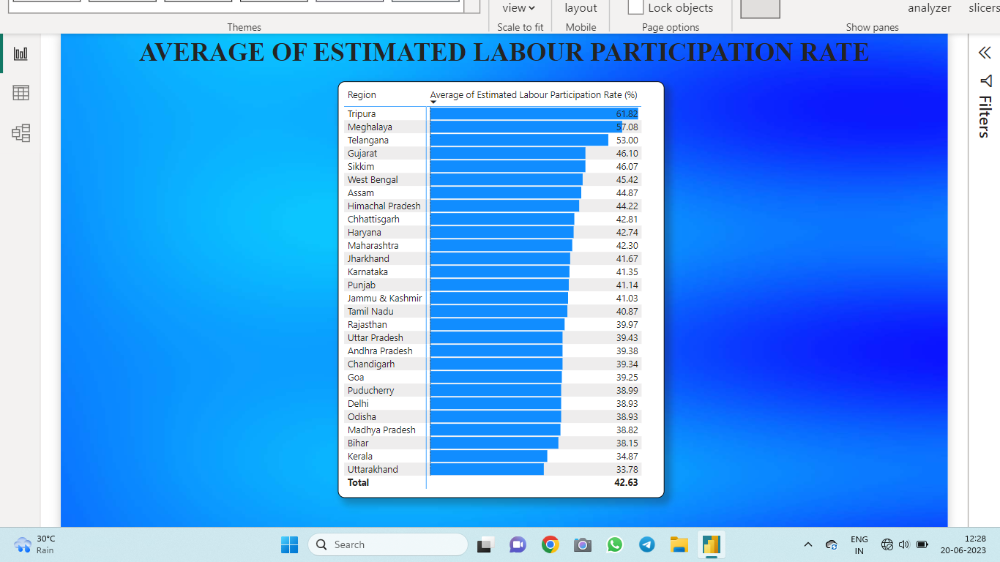 view layout Lock objects analyzer slicers
Themes Scale to fit Mobile Page options Show panes
AVERAGE OF ESTIMATED LABOUR PARTICIPATION RATE
Region Average of Estimated Labour Participation Rate (%)
Tripura 61.82
Meghalaya 57.08
Telangana 53.00
Gujarat 46.10
Sikkim 46.07
West Bengal 45.42
Assam 44.87
Himachal Pradesh 44.22
Chhattisgarh 42.81
Haryana 42.74
Maharashtra 42.30
Jharkhand 41.67
Karnataka 41.35
Punjab 41.14
Jammu & Kashmir 41.03
Tamil Nadu 40.87
Rajasthan 39.97
Uttar Pradesh 39.43
Andhra Pradesh 39.38
Chandigarh 39.34
Goa 39.25
Puducherry 38.99
Delhi 38.93
Odisha 38.93
Madhya Pradesh 38.82
Bihar 38.15
Kerala 34.87
Uttarakhand 33.78
Total 42.63
Filters
30°C
Rain
Search
ENG
IN
12:28
20-06-2023